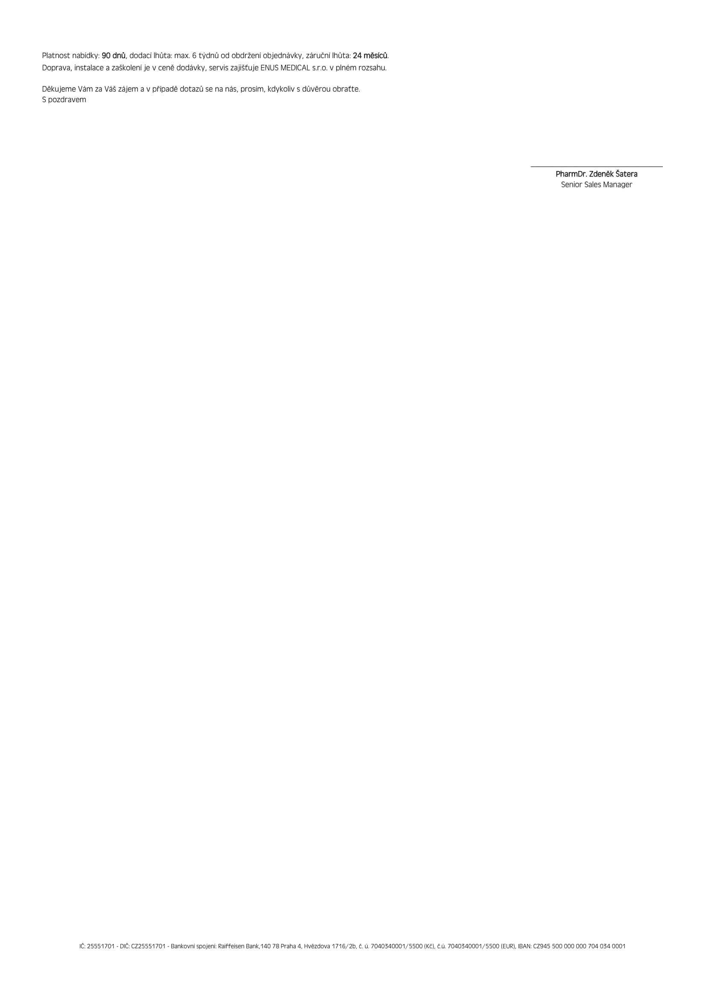 Platnost nabídky: 90 dnů, dodací lhůta: max. 6 týdnů od obdržení objednávky, záruční lhůta: 24 měsíců.
Doprava, instalace a zaškolení je v ceně dodávky, servis zajišťuje ENUS MEDICAL s.r.o. v plném rozsahu.
Děkujeme Vám za Váš zájem a v případě dotazů se na nás, prosím, kdykoliv s důvěrou obraťte.
S pozdravem
PharmDr. Zdeněk Šatera
Senior Sales Manager
IČ: 25551701 - DIČ: CZ25551701 - Bankovní spojení: Raiffeisen Bank,140 78 Praha 4, Hvězdova 1716/2b, č. ú. 7040340001/5500 (Kč), č.ú. 7040340001/5500 (EUR), IBAN: CZ945 500 000 000 704 034 0001